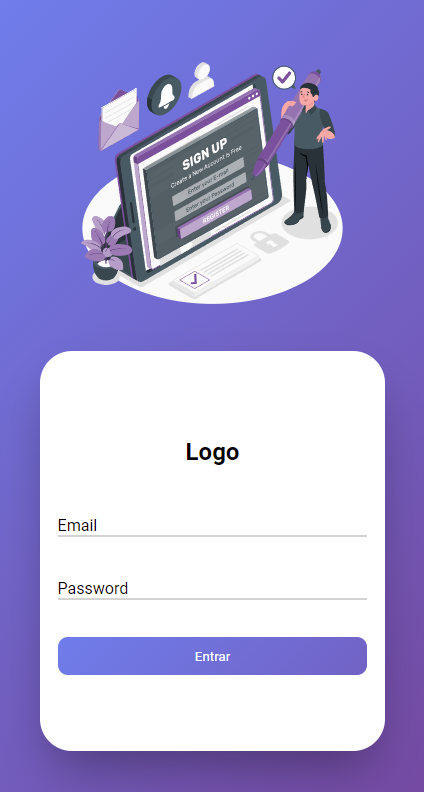 SIGN UP
Create a New Account is Free
Enter your E-mail
Enter your Password
REGISTER
Logo
Email
Password
Entrar